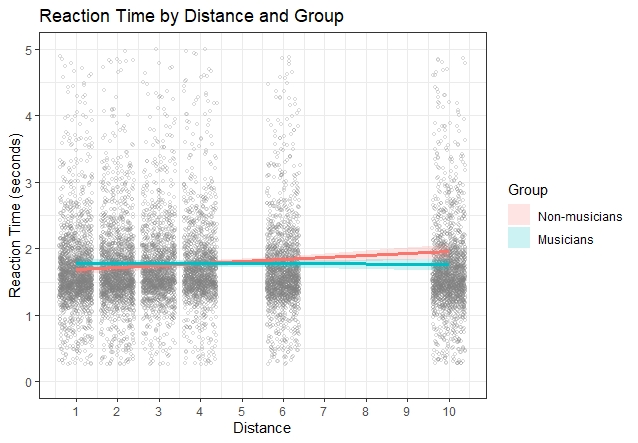 Reaction Time by Distance and Group
Reaction Time (seconds)
5
4
3
2
1
0
1 2 3 4 5 6 7 8 9 10
Distance
Group
Non-musicians
Musicians